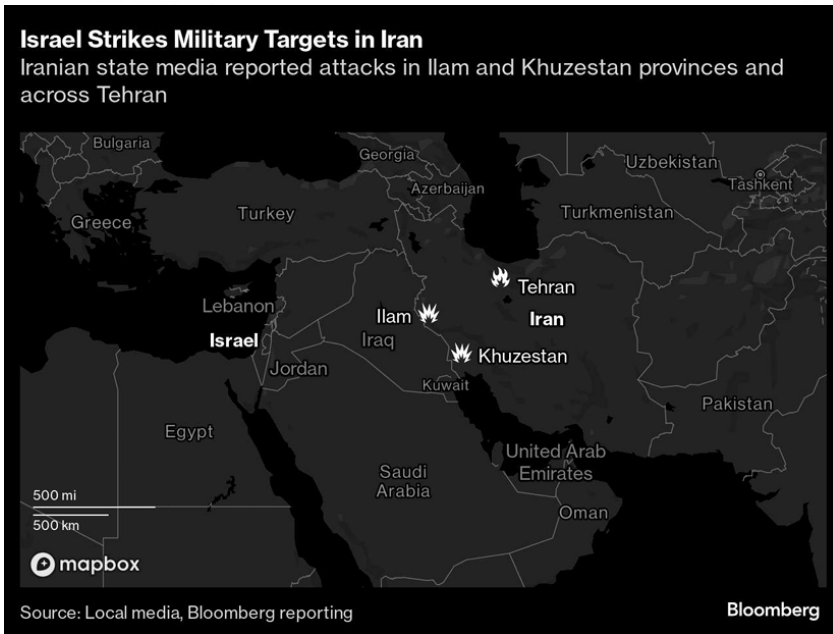 Israel Strikes Military Targets in Iran
Iranian state media reported attacks in Ilam and Khuzestan provinces and
across Tehran
Bulgaria
Georgia
Uzbekistan
Azerbaijan
Tashkent
Greece
Turkey
Turkmenistan
Tehran
Lebanon
Ilam
Iran
Israel
Iraq
Khuzestan
Jordan
Kuwait
Pakistan
Egypt
United Arab
Emirates
Saudi
Arabia
500 mi
Oman
500 km
mapbox
Source: Local media, Bloomberg reporting
Bloomberg